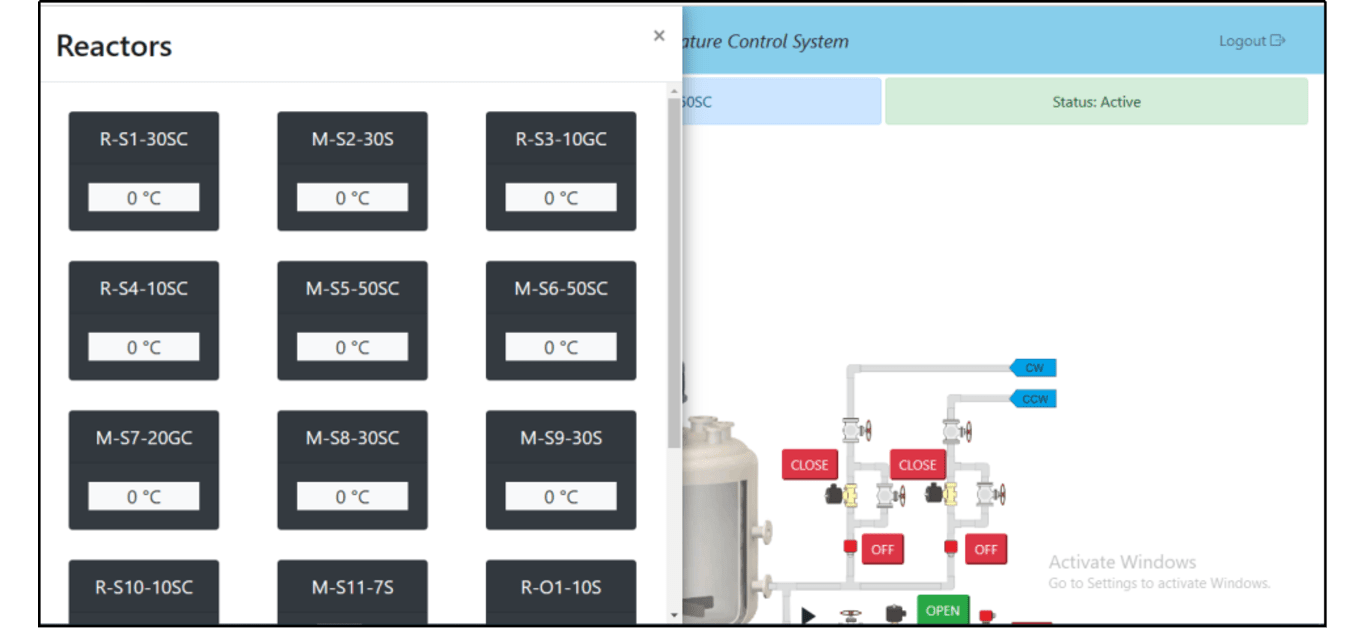 Reactors
×
ature Control System
Logout
50SC
Status: Active
R-S1-30SC
M-S2-30S
R-S3-10GC
0 °C
0 °C
0 °C
R-S4-10SC
M-S5-50SC
M-S6-50SC
0 °C
0 °C
0 °C
M-S7-20GC
M-S8-30SC
M-S9-30S
0 °C
0 °C
0 °C
R-S10-10SC
M-S11-7S
R-O1-10S
CW
CCW
CLOSE
CLOSE
OFF
OFF
OPEN
Activate Windows
Go to Settings to activate Windows.